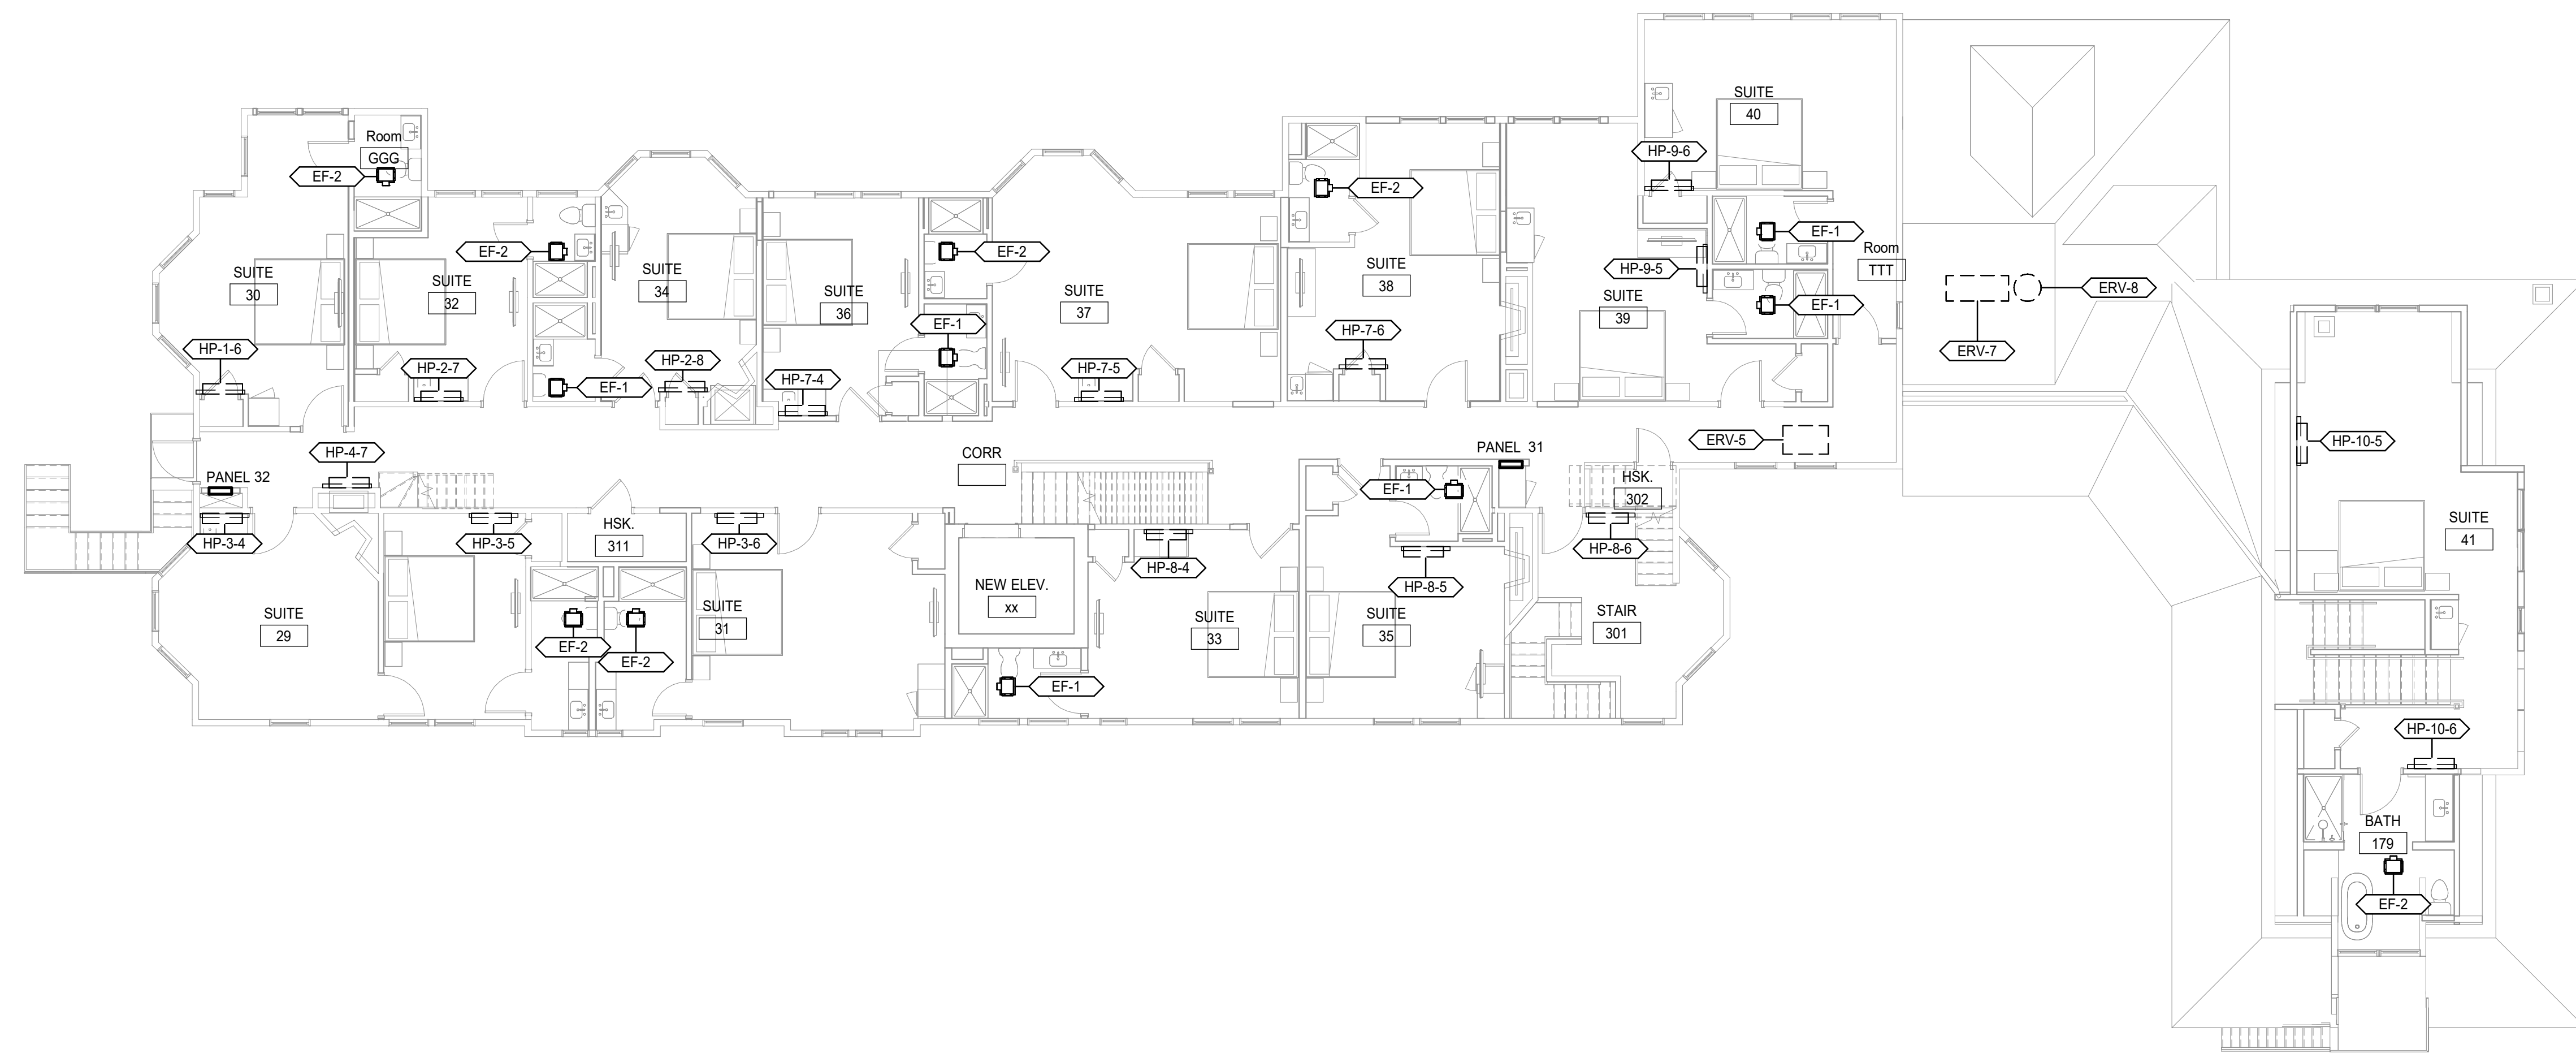 SUITE
40
Room
GGG
HP-9-6
EF-2
EF-2
EF-1
EF-2
EF-2
Room
TTT
SUITE
30
SUITE
32
SUITE
34
SUITE
36
SUITE
37
SUITE
38
HP-9-5
SUITE
39
EF-1
ERV-8
EF-1
HP-7-6
HP-1-6
HP-2-7
HP-2-8
HP-7-4
HP-7-5
EF-1
ERV-7
ERV-5
HP-10-5
HP-4-7
CORR
PANEL 31
PANEL 32
EF-1
HSK.
302
HP-3-4
HP-3-5
HSK.
311
HP-3-6
HP-8-4
HP-8-6
HP-8-5
SUITE
41
NEW ELEV.
xx
SUITE
29
SUITE
31
SUITE
33
SUITE
35
STAIR
301
EF-2
EF-2
EF-1
HP-10-6
BATH
179
EF-2